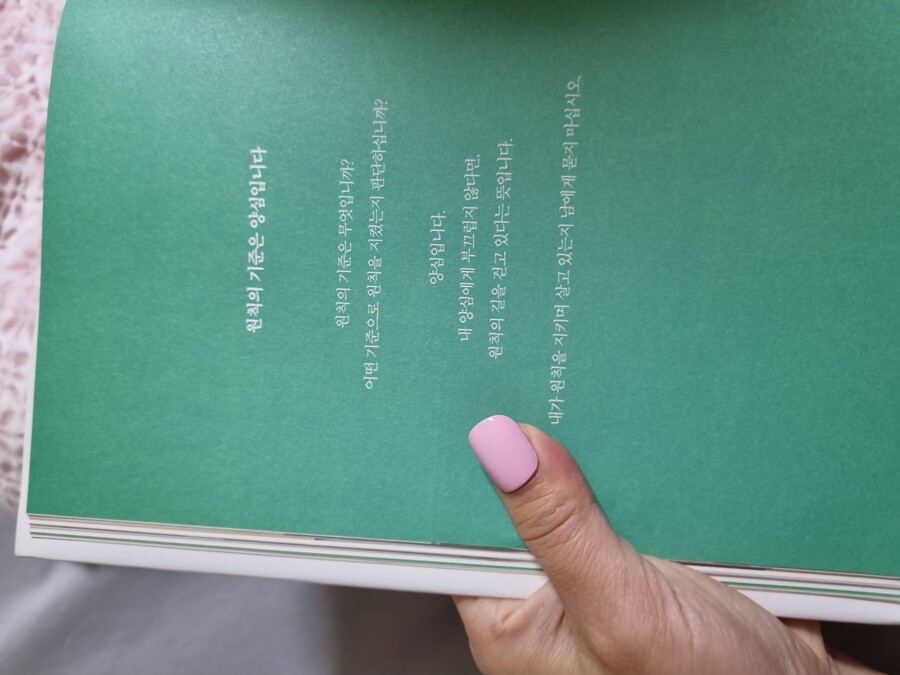 원칙의 기준은 양심입니다
원칙의 기준은 무엇입니까?
어떤 기준으로 원칙을 지켰는지 판단하십니까?
양심입니다.
내 양심에게 부끄럽지 않다면,
원칙의 길을 걷고 있다는 뜻입니다.
내가 원칙을 지키며 살고 있는지 남에게 묻지 마십시오.